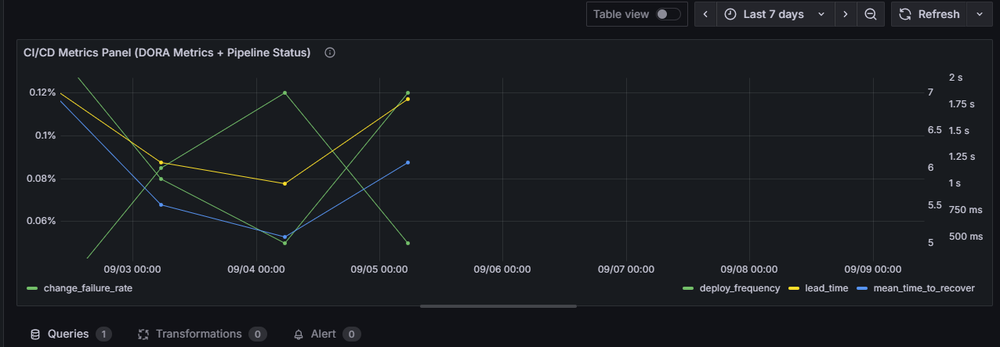 Table view Last 7 days Refresh
CI/CD Metrics Panel (DORA Metrics + Pipeline Status)
2 s
0.12% 7
1.75 s
0.1% 6.5 1.5 s
1.25 s
6
0.08% 1 s
5.5 750 ms
0.06%
500 ms
5
09/03 00:00 09/04 00:00 09/05 00:00 09/06 00:00 09/07 00:00 09/08 00:00 09/09 00:00
change_failure_rate deploy_frequency lead_time mean_time_to_recover
Queries 1 Transformations 0 Alert 0